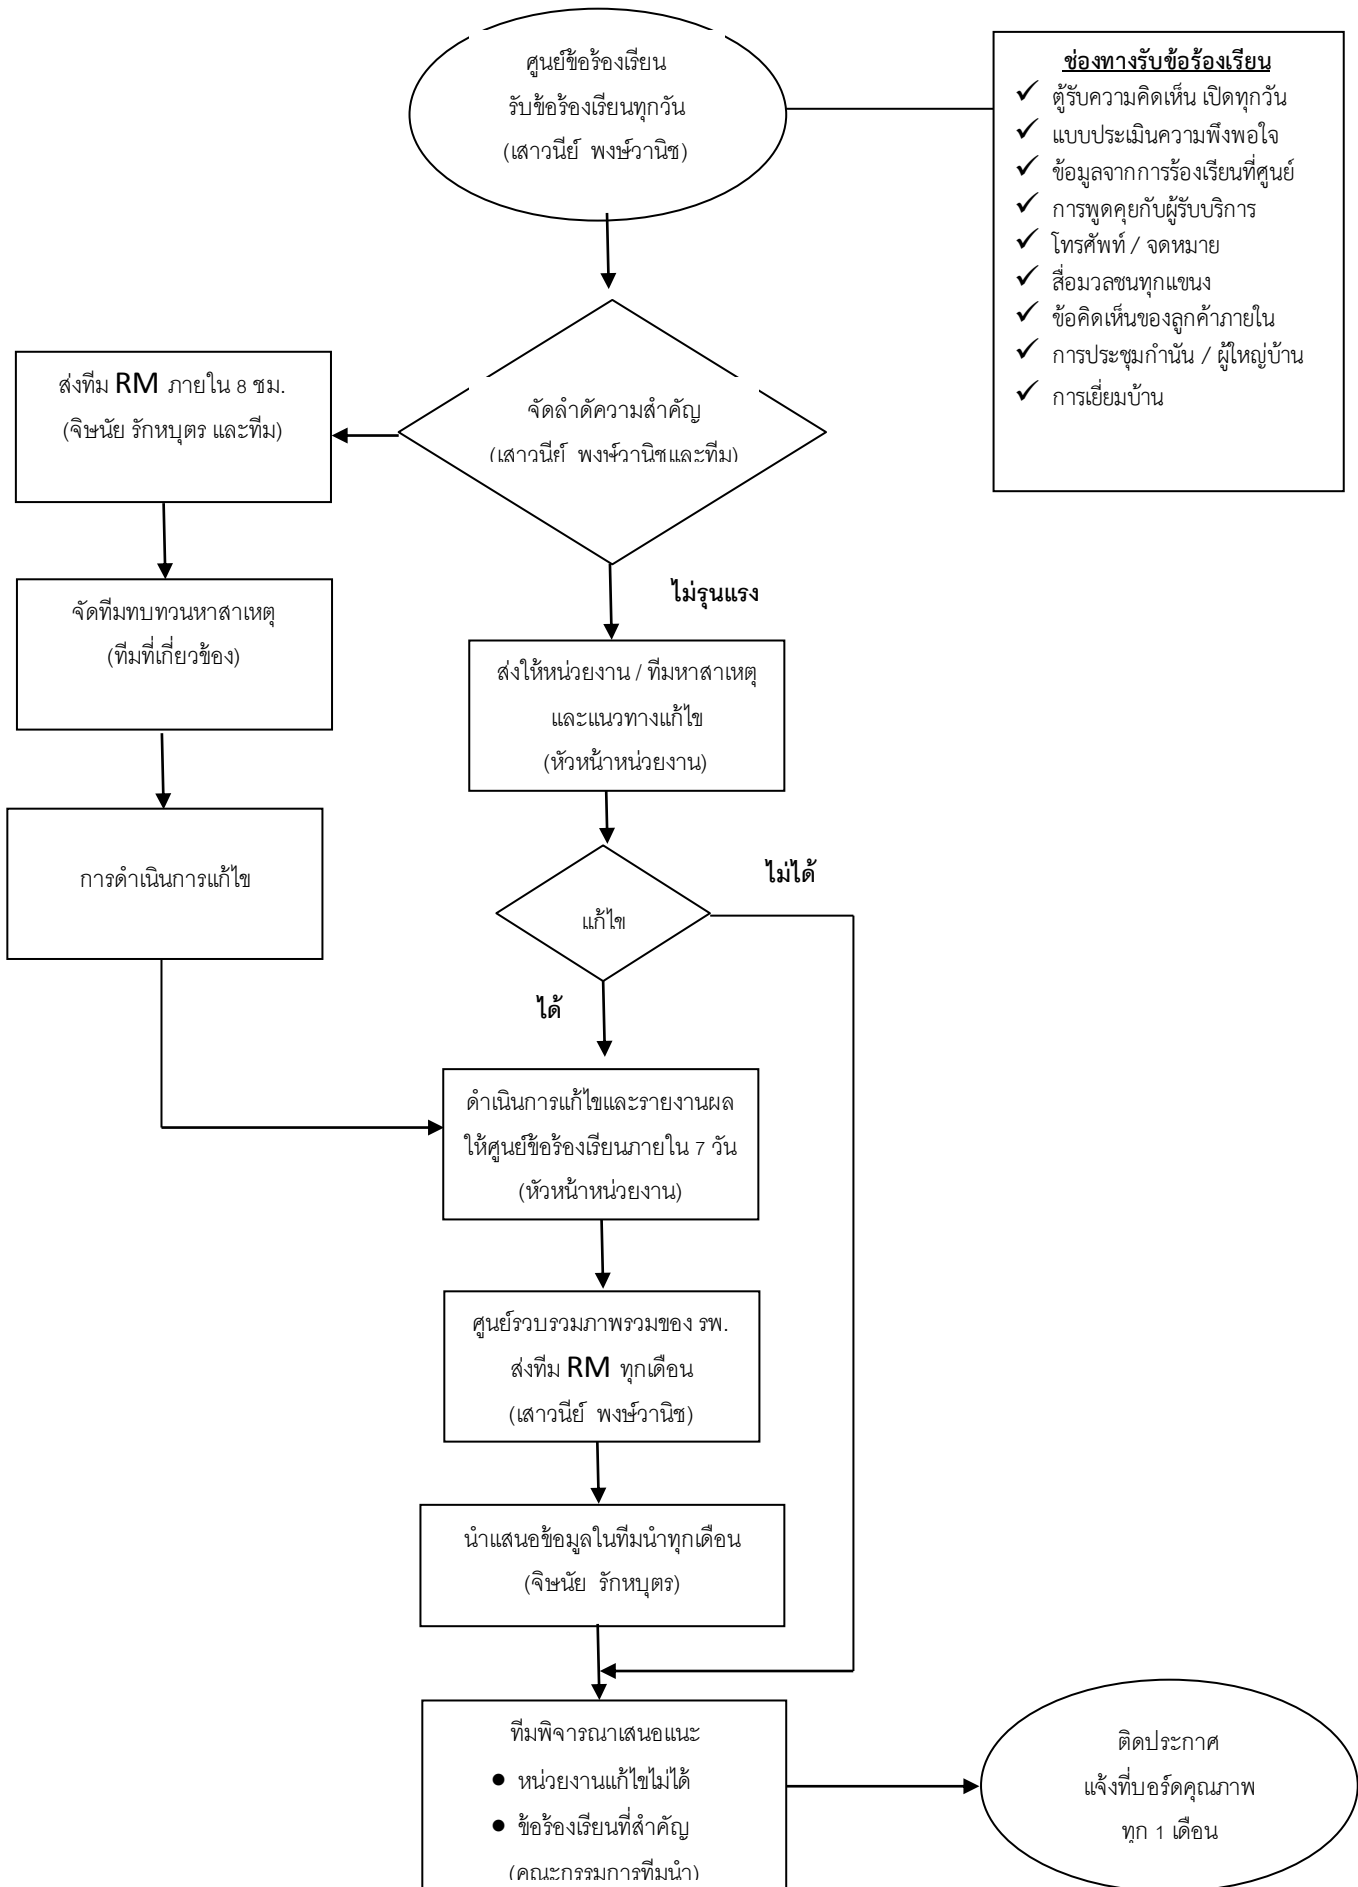 ศูนย์ข้อร้องเรียน
รับข้อร้องเรียนทุกวัน
(เสาวนีย์ พงษ์วานิช)
ช่องทางรับข้อร้องเรียน
✓ ตู้รับความคิดเห็น เปิดทุกวัน
✓ แบบประเมินความพึงพอใจ
✓ ข้อมูลจากการร้องเรียนที่ศูนย์
✓ การพูดคุยกับผู้รับบริการ
✓ โทรศัพท์ / จดหมาย
✓ สื่อมวลชนทุกแขนง
✓ ข้อคิดเห็นของลูกค้าภายใน
✓ การประชุมกำนัน / ผู้ใหญ่บ้าน
✓ การเยี่ยมบ้าน
จัดลำดัความสำคัญ
(เสาวนีย์ พงษ์วานิชและทีม)
ส่งทีม RM ภายใน 8 ชม.
(จิษนัย รักหบุตร และทีม)
จัดทีมทบทวนหาสาเหตุ
(ทีมที่เกี่ยวข้อง)
การดำเนินการแก้ไข
ไม่รุนแรง
ส่งให้หน่วยงาน / ทีมหาสาเหตุ
และแนวทางแก้ไข
(หัวหน้าหน่วยงาน)
แก้ไข
ไม่ได้
ได้
ดำเนินการแก้ไขและรายงานผล
ให้ศูนย์ข้อร้องเรียนภายใน 7 วัน
(หัวหน้าหน่วยงาน)
ศูนย์รวบรวมภาพรวมของ รพ.
ส่งทีม RM ทุกเดือน
(เสาวนีย์ พงษ์วานิช)
นำเสนอข้อมูลในทีมนำทุกเดือน
(จิษนัย รักหบุตร)
ทีมพิจารณาเสนอแนะ
● หน่วยงานแก้ไขไม่ได้
● ข้อร้องเรียนที่สำคัญ
(คณะกรรมการทีมนำ)
ติดประกาศ
แจ้งที่บอร์ดคุณภาพ
ทุก 1 เดือน